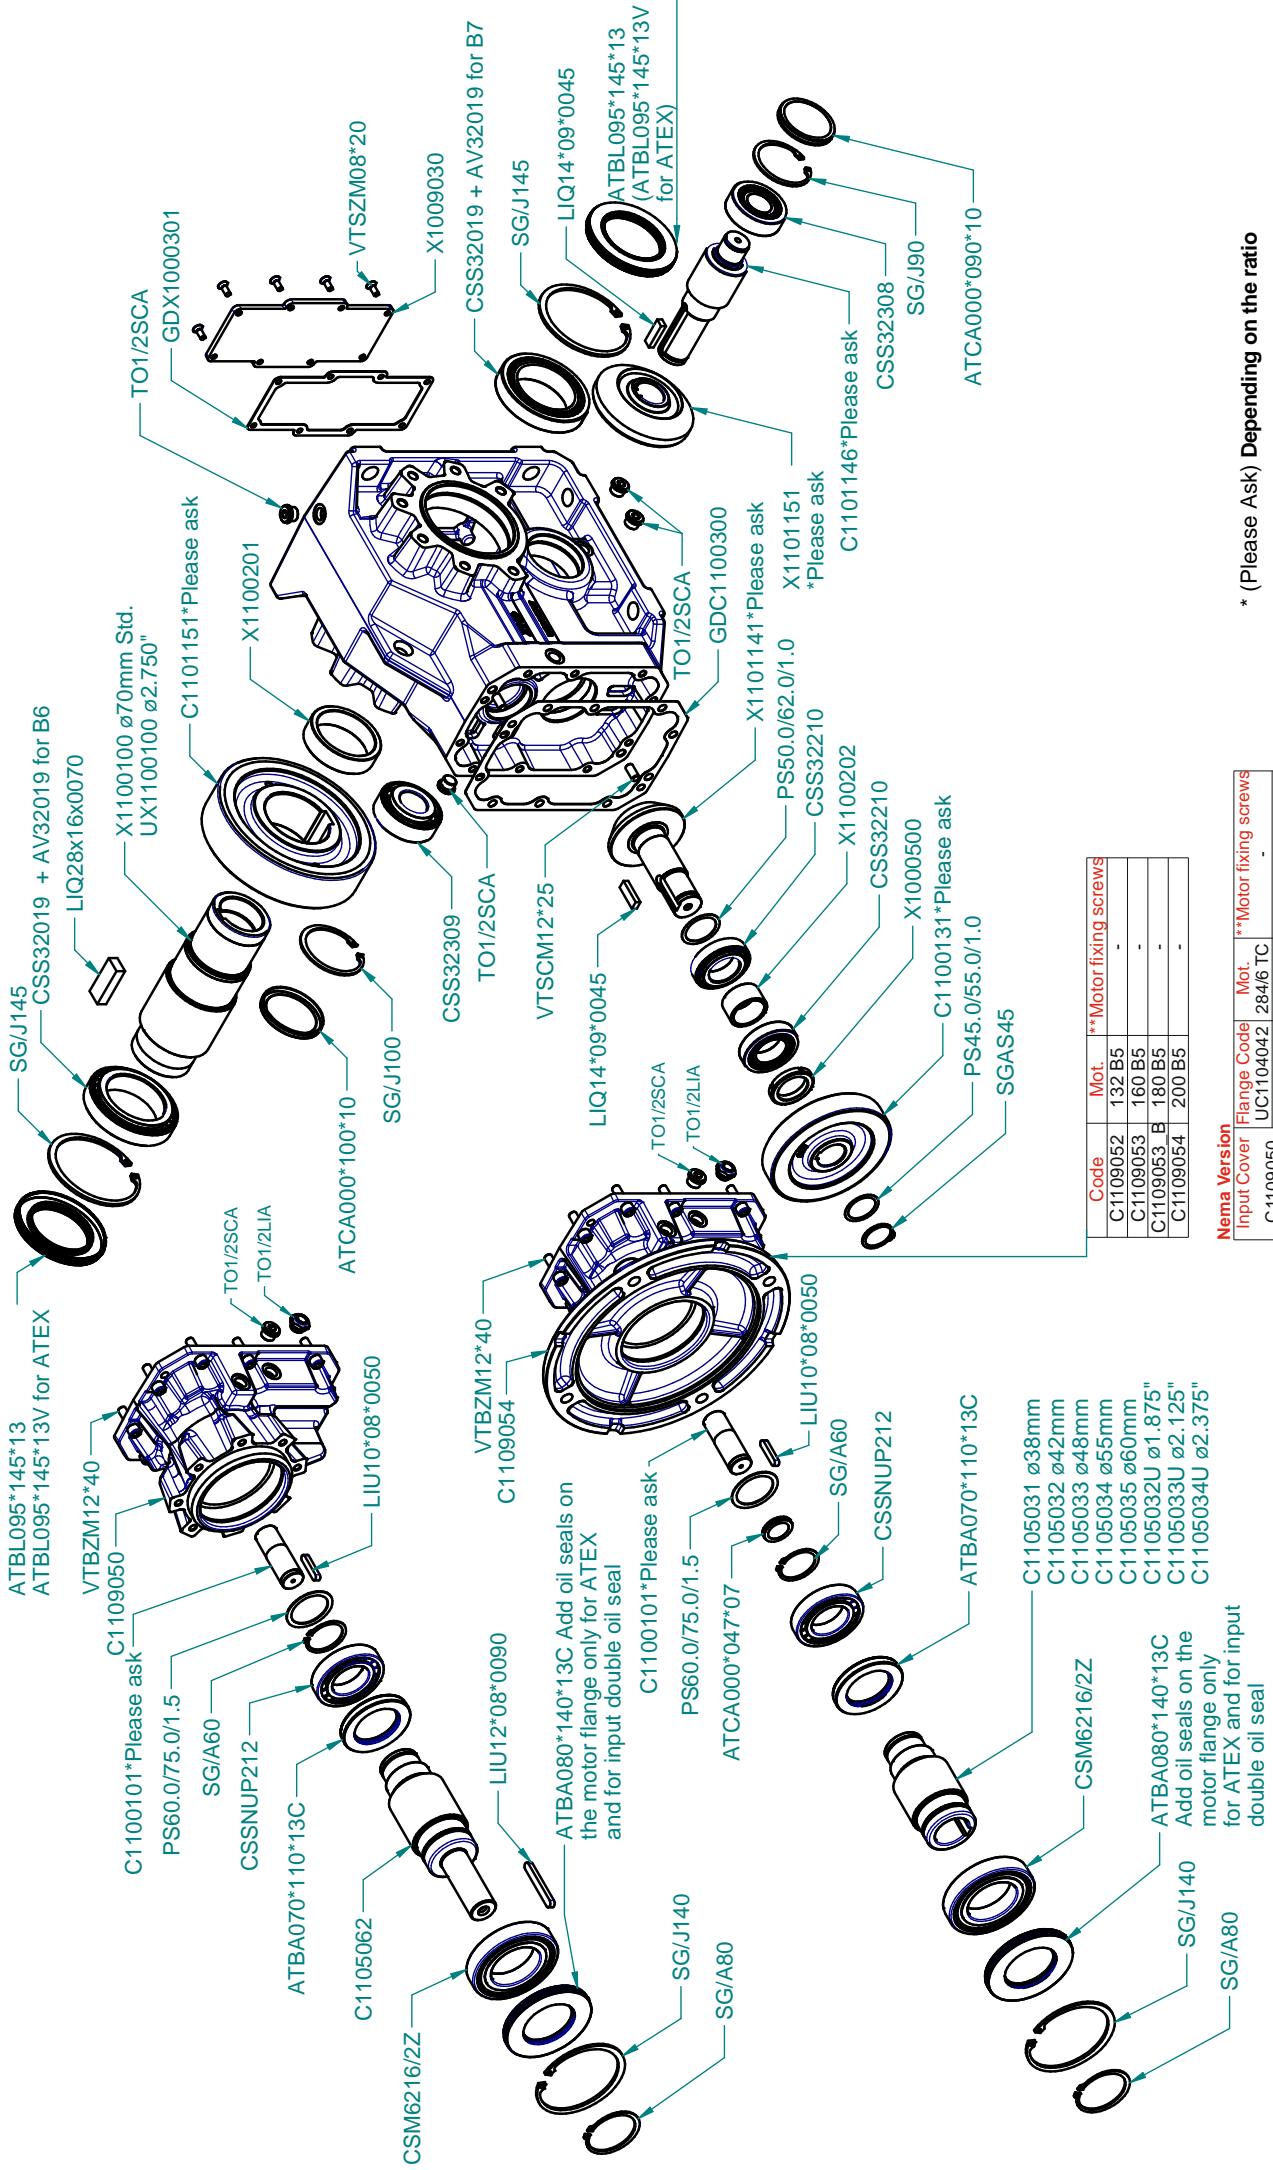 ATBL095*145*13
ATBL095*145*13V for ATEX
SG/J145
CSS32019 + AV32019 for B6
LIQ28x16x0070
X1100100 ø70mm Std.
UX1100100 ø2.750"
C1101151*Please ask
X1100201
TO1/2SCA
GDX1000301
VTSZM08*20
X1009030
CSS32019 + AV32019 for B7
SG/J145
LIQ14*09*0045
ATBL095*145*13
(ATBL095*145*13V
for ATEX)
VTBZM12*40
C1109050
C1100101*Please ask
PS60.0/75.0/1.5
SG/A60
CSSNUP212
ATBA070*110*13C
C1105062
CSM6216/2Z
TO1/2SCA
TO1/2LIA
LIU10*08*0050
LIU12*08*0090
ATBA080*140*13C Add oil seals on
the motor flange only for ATEX
and for input double oil seal
SG/J140
SG/A80
ATCA000*100*10
SG/J100
CSS32309
TO1/2SCA
VTSCM12*25
LIQ14*09*0045
TO1/2SCA
GDC1100300
X1101141*Please ask
PS50.0/62.0/1.0
CSS32210
X1100202
CSS32210
X1000500
C1100131*Please ask
PS45.0/55.0/1.0
SGAS45
X1101151
*Please ask
C1101146*Please ask
CSS32308
SG/J90
ATCA000*090*10
VTBZM12*40
C1109054
TO1/2SCA
TO1/2LIA
C1100101*Please ask
PS60.0/75.0/1.5
ATCA000*047*07
LIU10*08*0050
SG/A60
CSSNUP212
ATBA070*110*13C
C1105031 ø38mm
C1105032 ø42mm
C1105033 ø48mm
C1105034 ø55mm
C1105035 ø60mm
C1105032U ø1.875"
C1105033U ø2.125"
C1105034U ø2.375"
CSM6216/2Z
ATBA080*140*13C
Add oil seals on the
motor flange only
for ATEX and for input
double oil seal
SG/J140
SG/A80
Code Mot. **Motor fixing screws
C1109052 132 B5 -
C1109053 160 B5 -
C1109053_B 180 B5 -
C1109054 200 B5 -
Nema Version
Input Cover Flange Code Mot. **Motor fixing screws
C1109050 UC1104042 284/6 TC -
* (Please Ask) Depending on the ratio